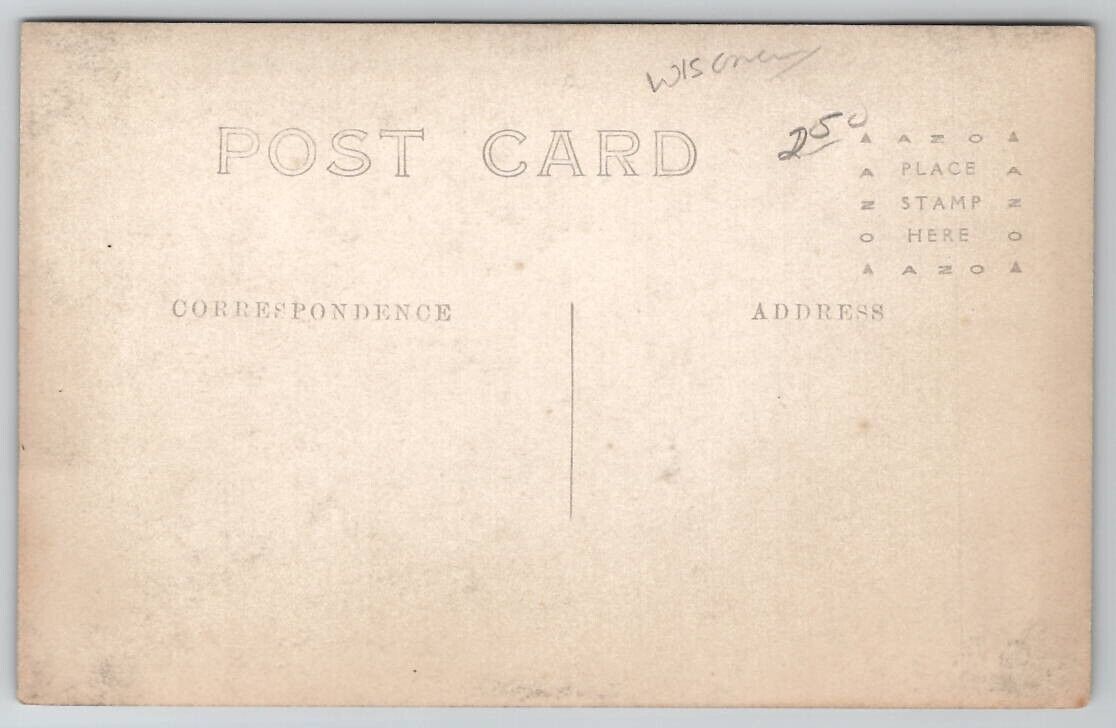 WISCONSIN
250
POST CARD
▲ A Z O ▲
A PLACE A
Z STAMP Z
O HERE O
▲ A Z O ▲
CORRESPONDENCE
ADDRESS